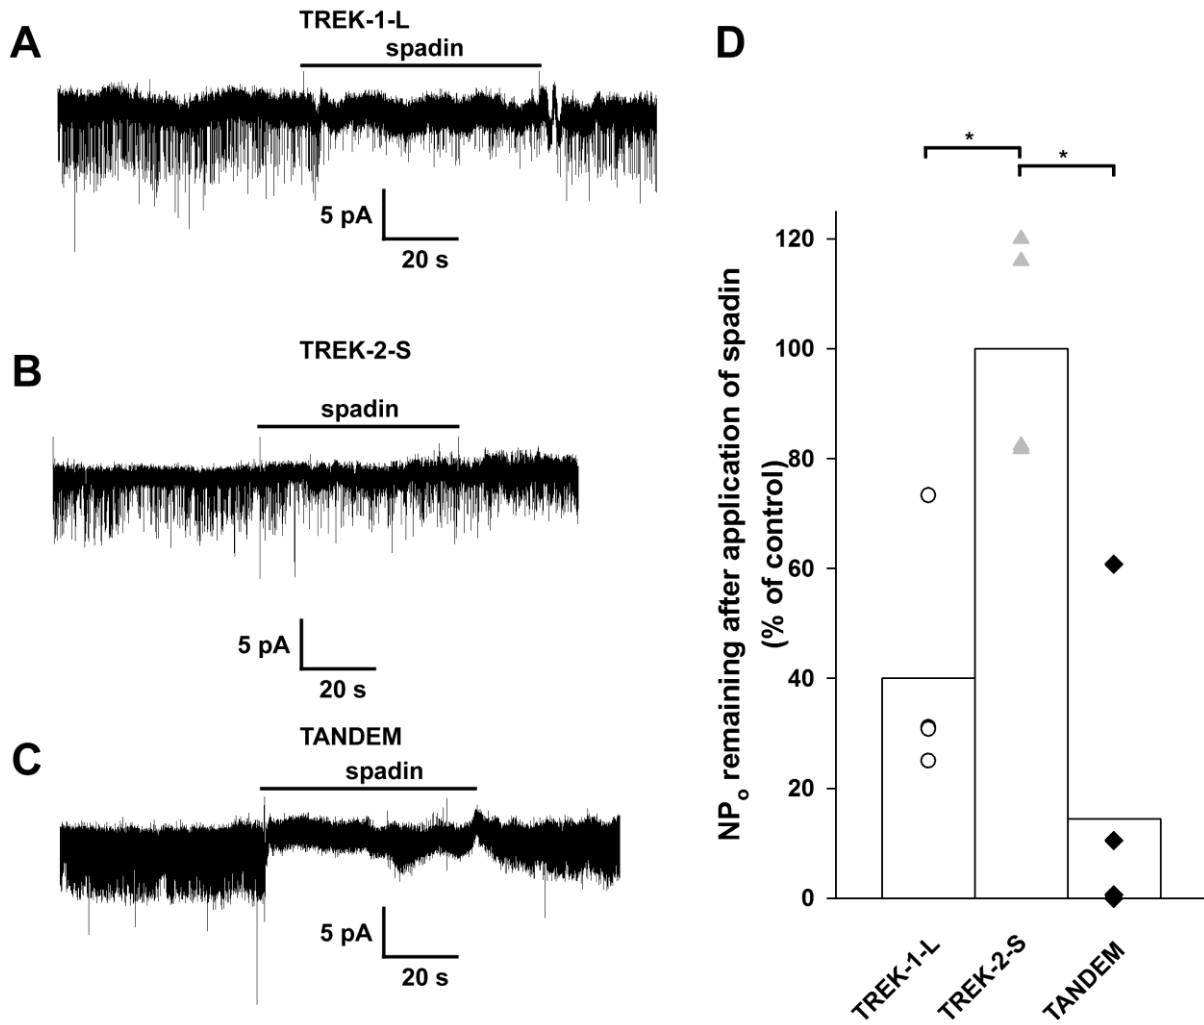 A
TREK-1-L
spadin
5 pA
20 s
B
TREK-2-S
spadin
5 pA
20 s
C
TANDEM
spadin
5 pA
20 s
D
*
*
NPo remaining after application of spadin
(% of control)
120
100
80
60
40
20
0
TREK-1-L
TREK-2-S
TANDEM